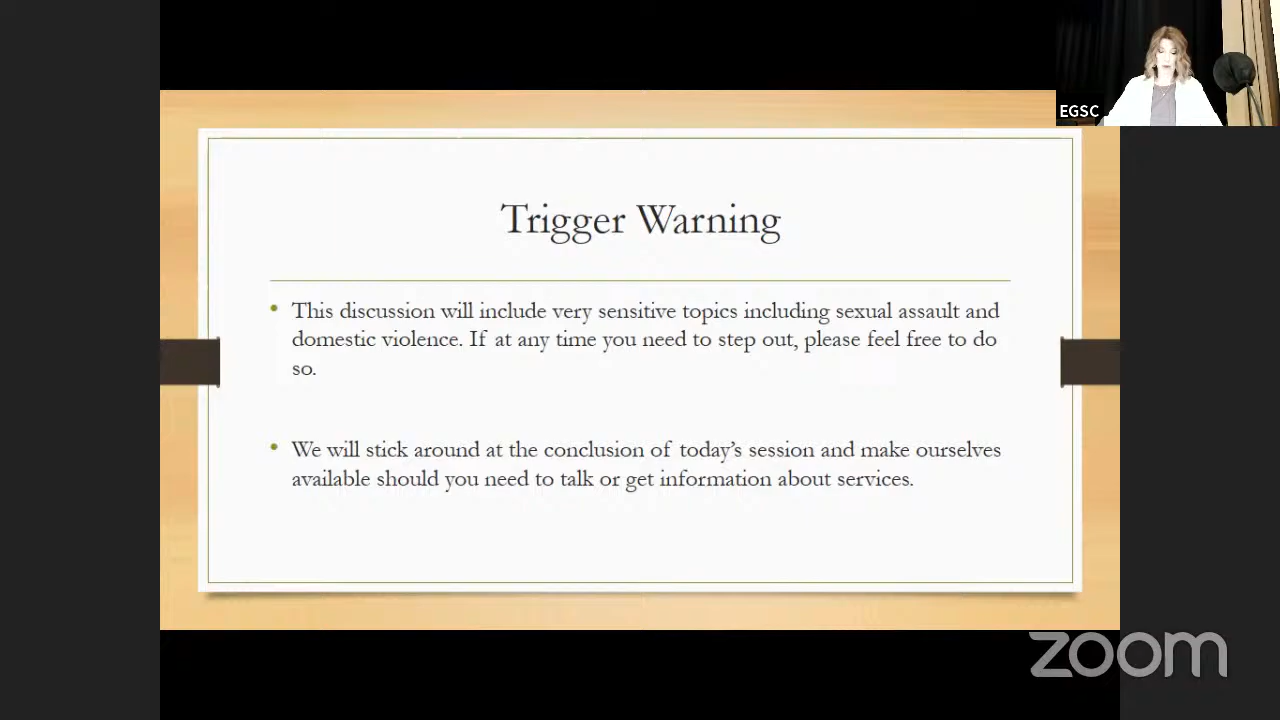 EGSC
Trigger Warning
• This discussion will include very sensitive topics including sexual assault and
domestic violence. If at any time you need to step out, please feel free to do
so.
• We will stick around at the conclusion of today’s session and make ourselves
available should you need to talk or get information about services.
zoom